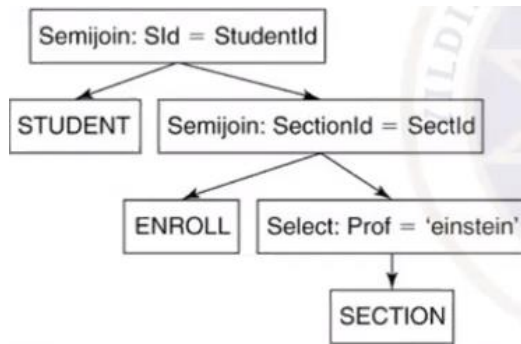 Semijoin: SId = StudentId
STUDENT
Semijoin: SectionId = SectId
ENROLL
Select: Prof = ‘einstein’
SECTION